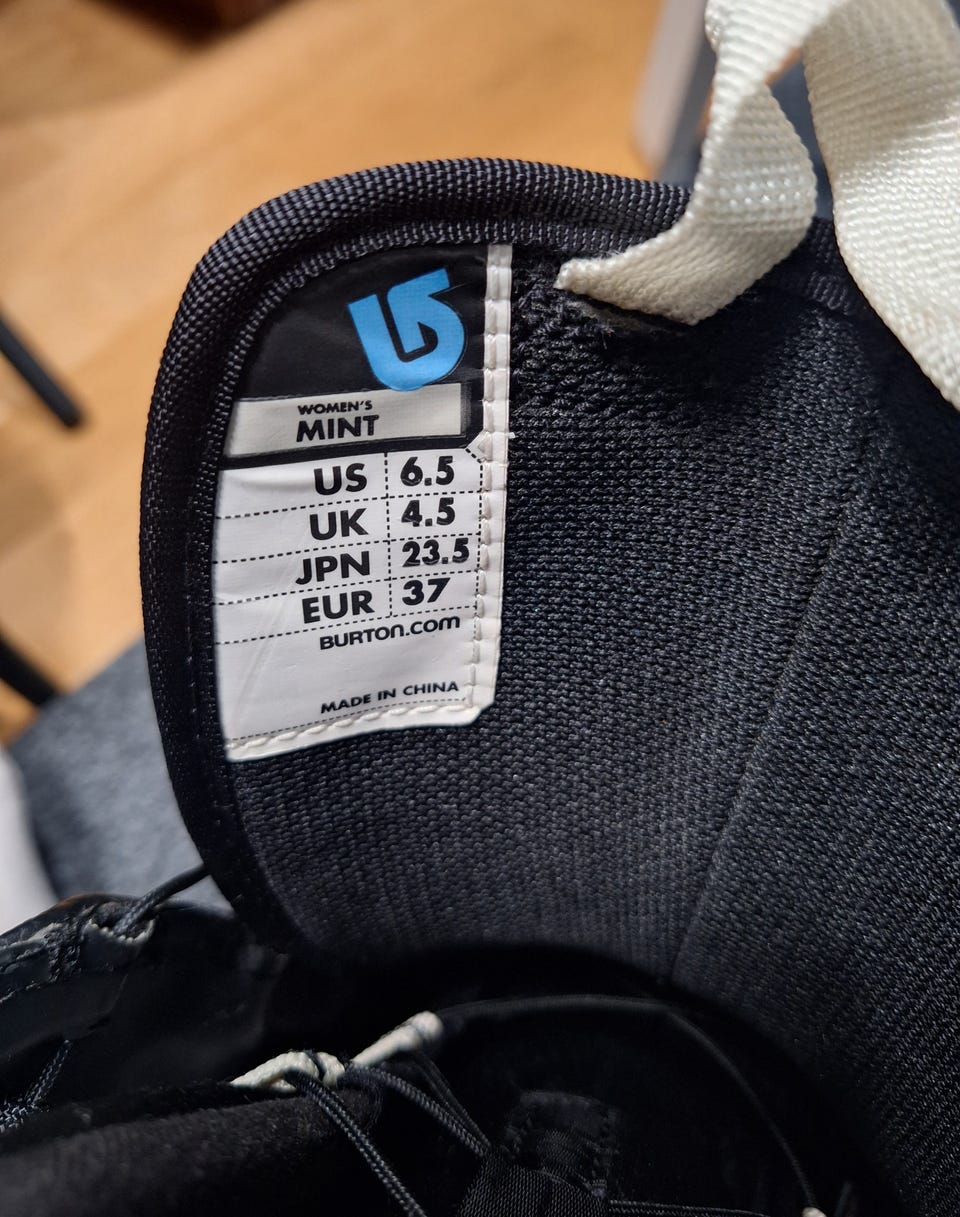 WOMEN'S
MINT
US 6.5
UK 4.5
JPN 23.5
EUR 37
BURTON.COM
MADE IN CHINA